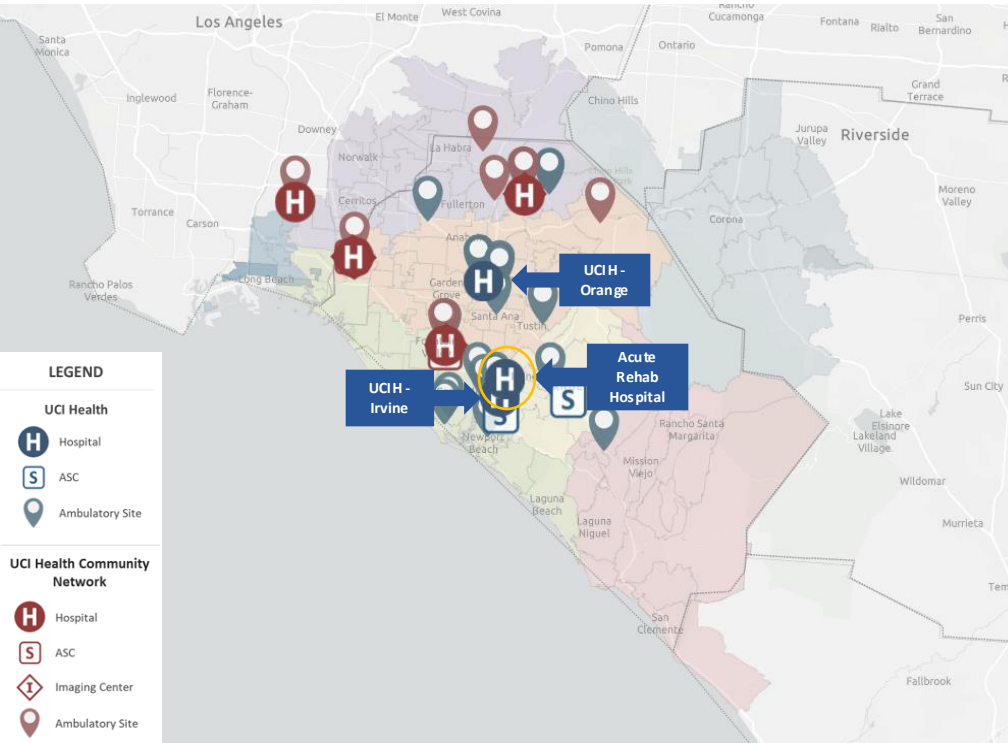 Los Angeles
El Monte
West Covina
Rancho
Cucamonga
Fontana
Rialto
San
Bernardino
Santa
Monica
Pomona
Ontario
Inglewood
Florence-
Graham
Chino Hills
Grand
Terrace
Downey
La Habra
Jurupa
Valley
Riverside
Norwalk
Moreno
Valley
Torrance
Carson
Cerritos
Fullerton
Corona
H
H
H
Long Beach
Rancho Palos
Verdes
Garden
Grove
H
UCIH -
Orange
Santa Ana
Tustin
Perris
H
H
Acute
Rehab
Hospital
UCIH -
Irvine
S
S
Sun City
Newport
Beach
Rancho Santa
Margarita
Lake
Elsinore
Lakeland
Village
Mission
Viejo
Wildomar
Laguna
Beach
Laguna
Niguel
Murrieta
San
Clemente
Fallbrook
LEGEND
UCI Health
H Hospital
S ASC
Ambulatory Site
UCI Health Community
Network
H Hospital
S ASC
I Imaging Center
Ambulatory Site